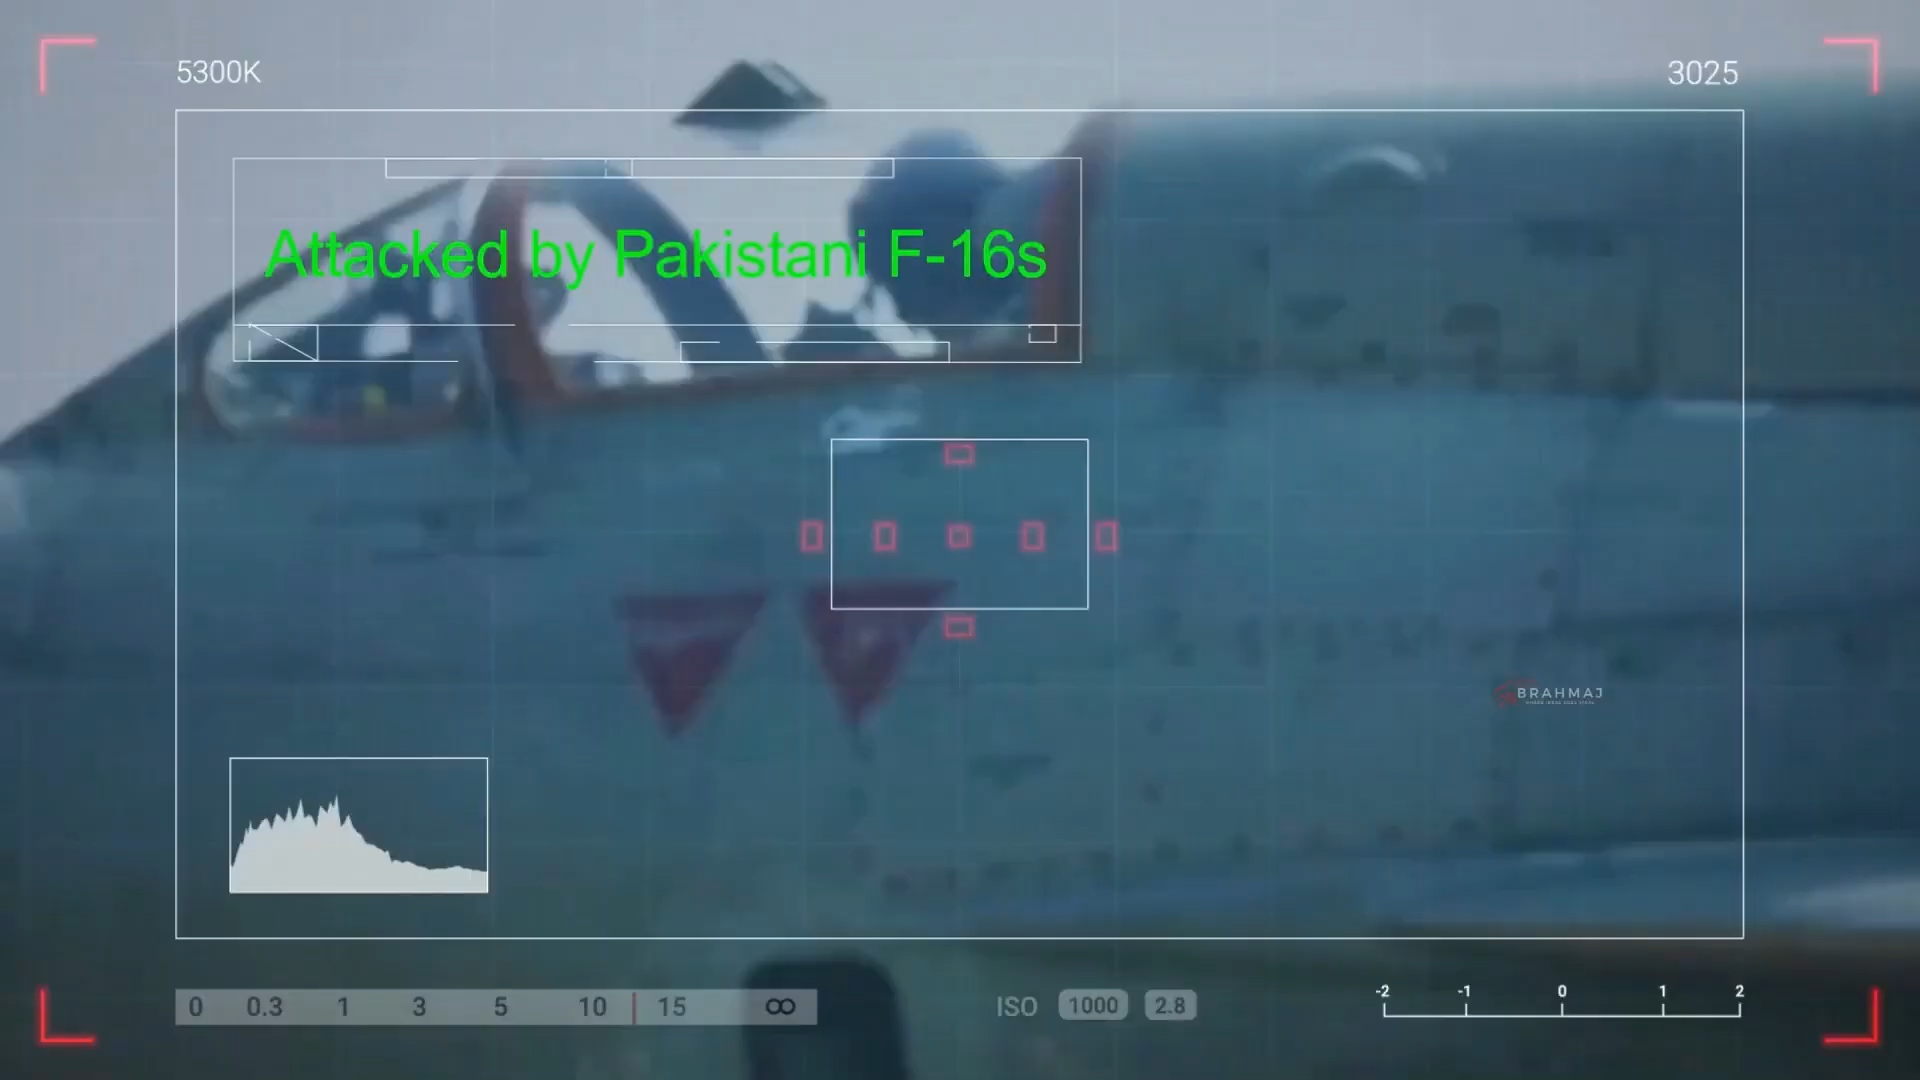 5300K
3025
Attacked by Pakistani F-16s
BRAHMAJ
0 0.3 1 3 5 10 15 ∞
ISO 1000 2.8
-2 -1 0 1 2